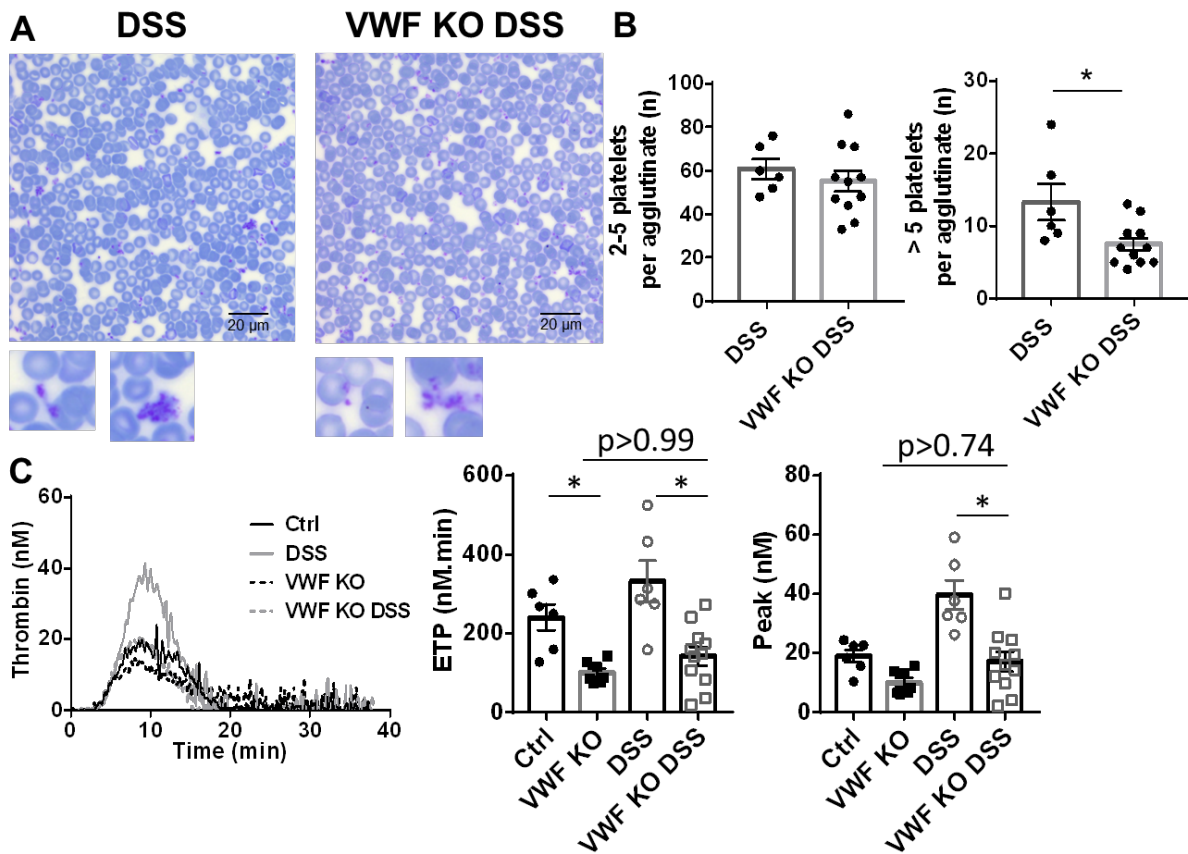 A
DSS
VWF KO DSS
20 µm
20 µm
B
2-5 platelets
per agglutinate (n)
100
80
60
40
20
0
DSS
VWF KO DSS
> 5 platelets
per agglutinate (n)
30
20
10
0
*
DSS
VWF KO DSS
C
Thrombin (nM)
60
40
20
0
0
10
20
30
40
Time (min)
Ctrl
DSS
VWF KO
VWF KO DSS
p>0.99
*
*
ETP (nM.min)
600
400
200
0
Ctrl
VWF KO
DSS
VWF KO DSS
p>0.74
*
Peak (nM)
80
60
40
20
0
Ctrl
VWF KO
DSS
VWF KO DSS